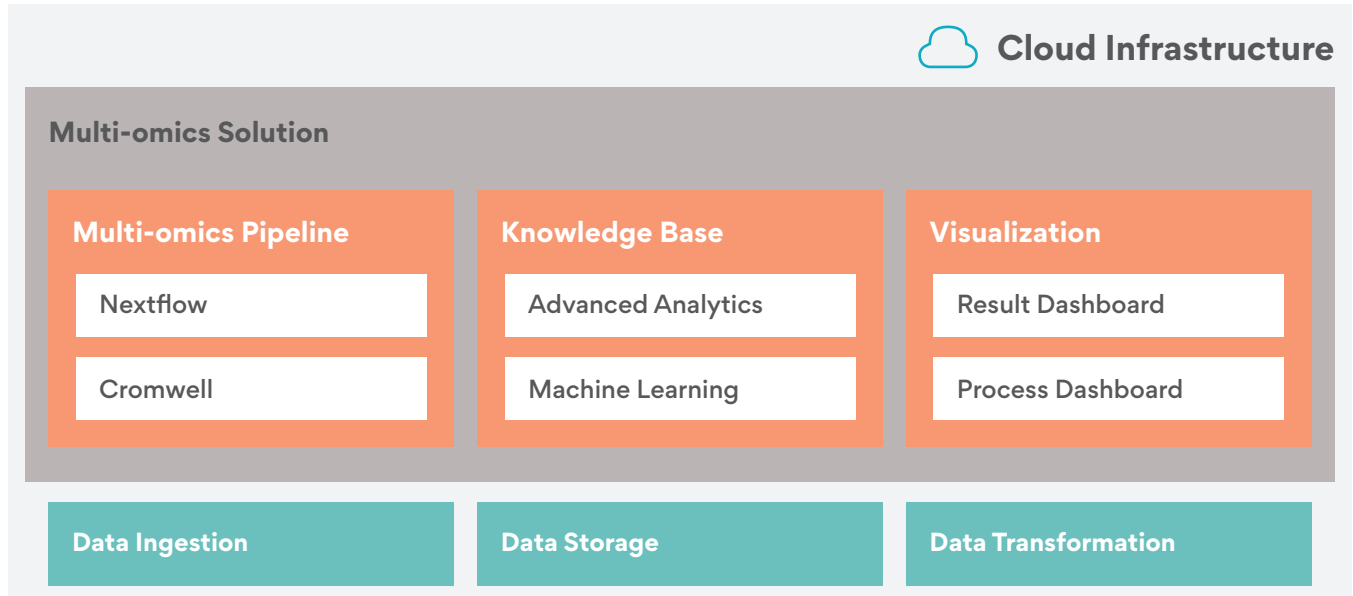 Cloud Infrastructure
Multi-omics Solution
Multi-omics Pipeline
Nextflow
Cromwell
Knowledge Base
Advanced Analytics
Machine Learning
Visualization
Result Dashboard
Process Dashboard
Data Ingestion
Data Storage
Data Transformation